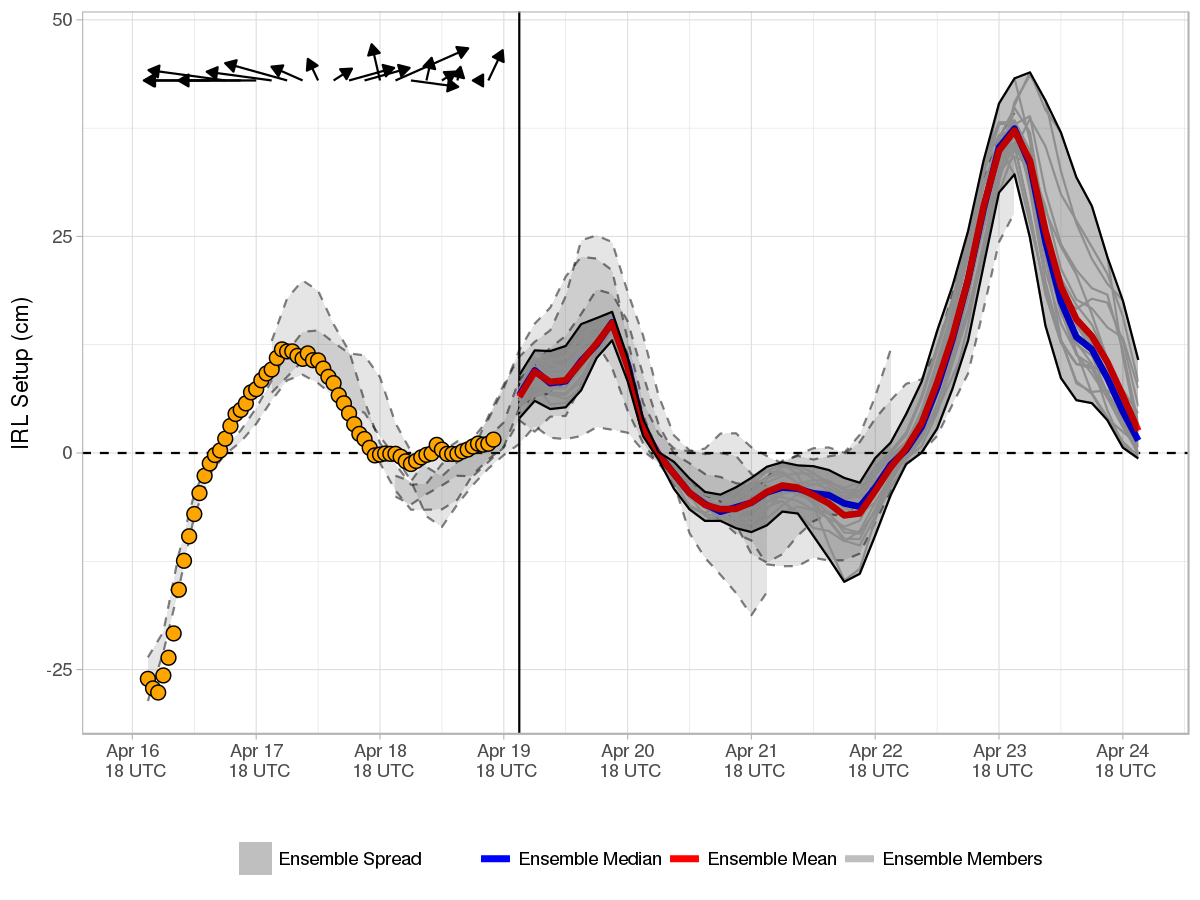 50
25
0
-25
IRL Setup (cm)
Apr 16
18 UTC
Apr 17
18 UTC
Apr 18
18 UTC
Apr 19
18 UTC
Apr 20
18 UTC
Apr 21
18 UTC
Apr 22
18 UTC
Apr 23
18 UTC
Apr 24
18 UTC
Ensemble Spread
Ensemble Median
Ensemble Mean
Ensemble Members